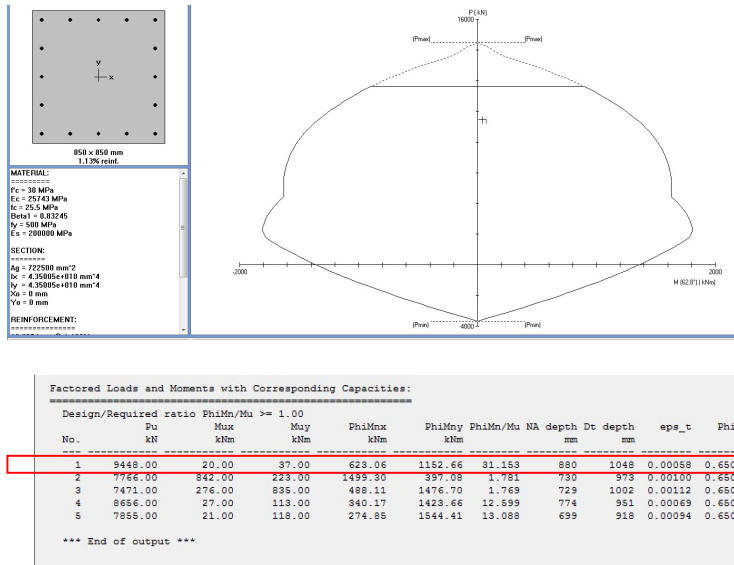 y
x
850 x 850 mm
1.13% reinf.
MATERIAL:
=========
f'c = 30 MPa
Ec = 25743 MPa
fc = 25.5 MPa
Beta1 = 0.83245
fy = 500 MPa
Es = 200000 MPa
SECTION:
========
Ag = 722500 mm^2
Ix = 4.35005e+010 mm^4
Iy = 4.35005e+010 mm^4
Xo = 0 mm
Yo = 0 mm
REINFORCEMENT:
===============
P ( kN)
16000
(Pmax)
(Pmax)
1
-2000
2000
M (62.8°) ( kNm)
(Pmin)
-4000
(Pmin)
Factored Loads and Moments with Corresponding Capacities:
=========================================================
Design/Required ratio PhiMn/Mu >= 1.00
Pu Mux Muy PhiMnx PhiMny PhiMn/Mu NA depth Dt depth eps_t Phi
No. kN kNm kNm kNm kNm mm mm
1 9448.00 20.00 37.00 623.06 1152.66 31.153 880 1048 0.00058 0.650
2 7766.00 842.00 223.00 1499.30 397.08 1.781 730 973 0.00100 0.650
3 7471.00 276.00 835.00 488.11 1476.70 1.769 729 1002 0.00112 0.650
4 8656.00 27.00 113.00 340.17 1423.66 12.599 774 951 0.00069 0.650
5 7855.00 21.00 118.00 274.85 1544.41 13.088 699 918 0.00094 0.650
*** End of output ***